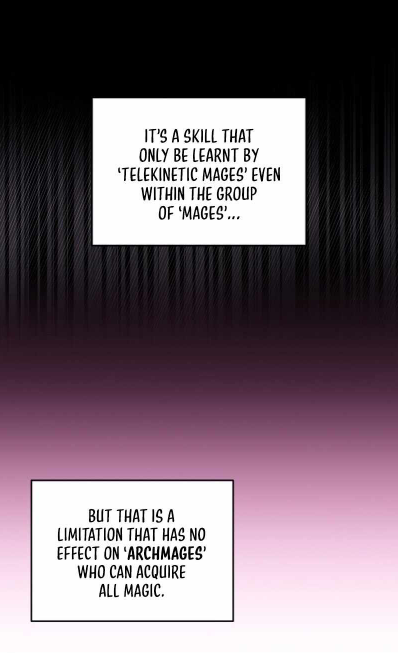 IT'S A SKILL THAT
ONLY BE LEARNT BY
'TELEKINETIC MAGES' EVEN
WITHIN THE GROUP
OF 'MAGES'...
BUT THAT IS A
LIMITATION THAT HAS NO
EFFECT ON 'ARCHMAGES'
WHO CAN ACQUIRE
ALL MAGIC.